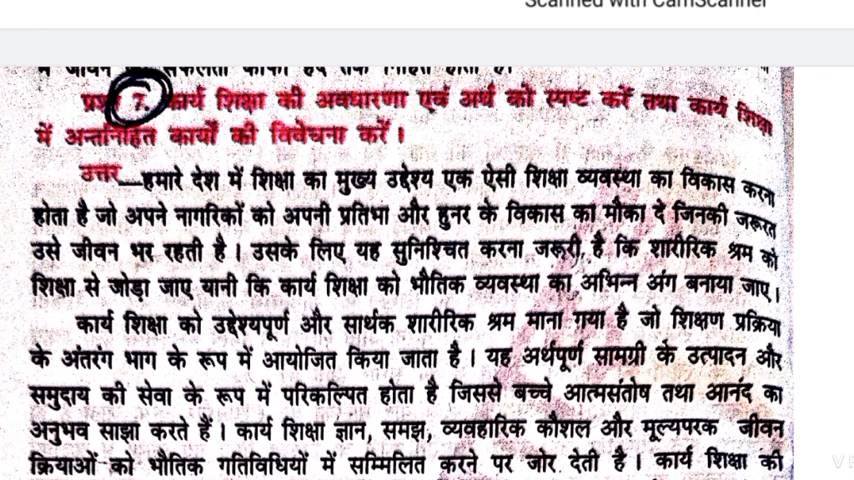 Scanned with CamScanner
में जीवन की सफलता काफी हद तक निहित होती है।
प्रश्न 7. कार्य शिक्षा की अवधारणा एवं अर्थ को स्पष्ट करें तथा कार्य शिक्षा
में अन्तर्निहित कार्यों की विवेचना करें।
उत्तर—हमारे देश में शिक्षा का मुख्य उद्देश्य एक ऐसी शिक्षा व्यवस्था का विकास करना
होता है जो अपने नागरिकों को अपनी प्रतिभा और हुनर के विकास का मौका दे जिनकी जरूरत
उसे जीवन भर रहती है। उसके लिए यह सुनिश्चित करना जरूरी है कि शारीरिक श्रम को
शिक्षा से जोड़ा जाए यानी कि कार्य शिक्षा को भौतिक व्यवस्था का अभिन्न अंग बनाया जाए।
कार्य शिक्षा को उद्देश्यपूर्ण और सार्थक शारीरिक श्रम माना गया है जो शिक्षण प्रक्रिया
के अंतरंग भाग के रूप में आयोजित किया जाता है। यह अर्थपूर्ण सामग्री के उत्पादन और
समुदाय की सेवा के रूप में परिकल्पित होता है जिससे बच्चे आत्मसंतोष तथा आनंद का
अनुभव साझा करते हैं। कार्य शिक्षा ज्ञान, समझ, व्यवहारिक कौशल और मूल्यपरक जीवन
क्रियाओं को भौतिक गतिविधियों में सम्मिलित करने पर जोर देती है। कार्य शिक्षा की